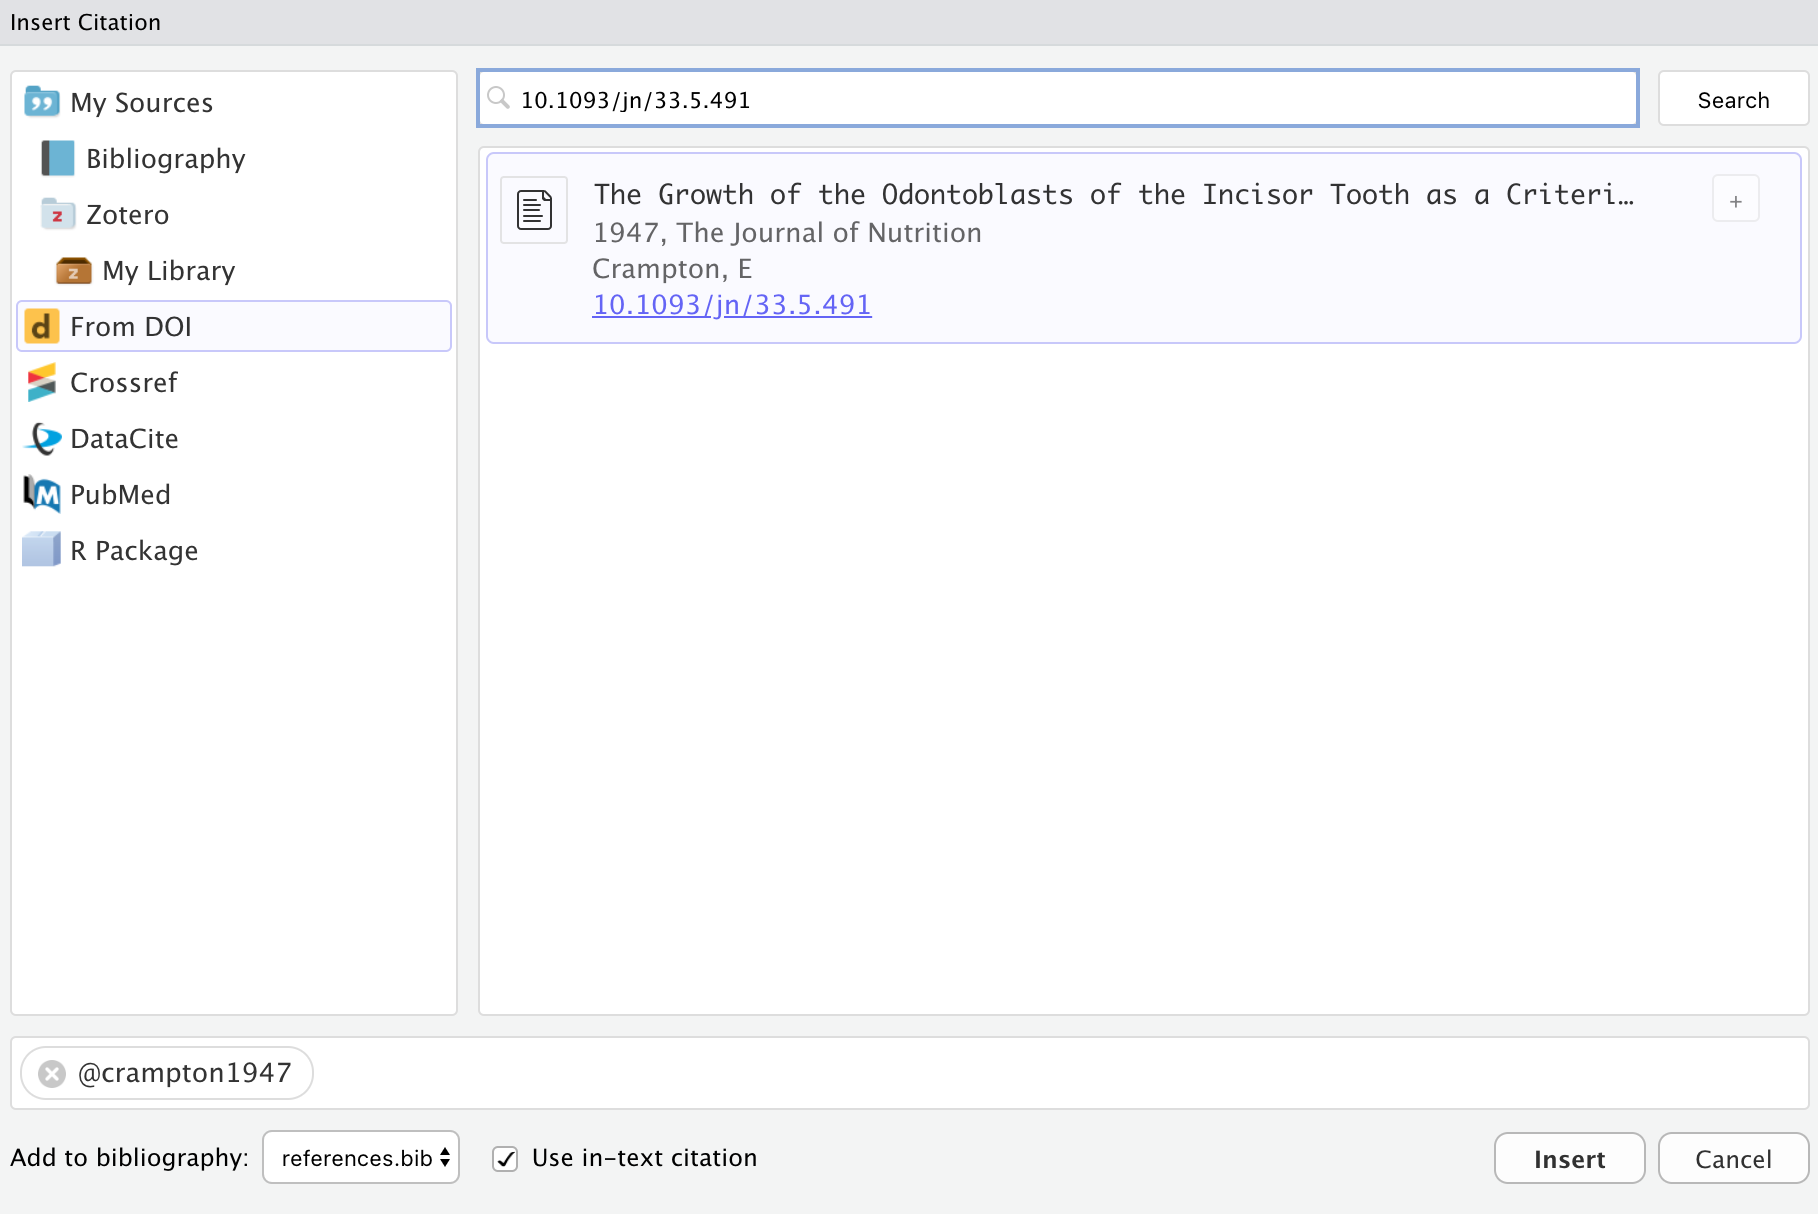 Insert Citation
My Sources
Bibliography
Zotero
My Library
From DOI
Crossref
DataCite
PubMed
R Package
10.1093/jn/33.5.491
Search
The Growth of the Odontoblasts of the Incisor Tooth as a Criteri…
1947, The Journal of Nutrition
Crampton, E
10.1093/jn/33.5.491
+
@crampton1947
Add to bibliography: references.bib
Use in-text citation
Insert
Cancel